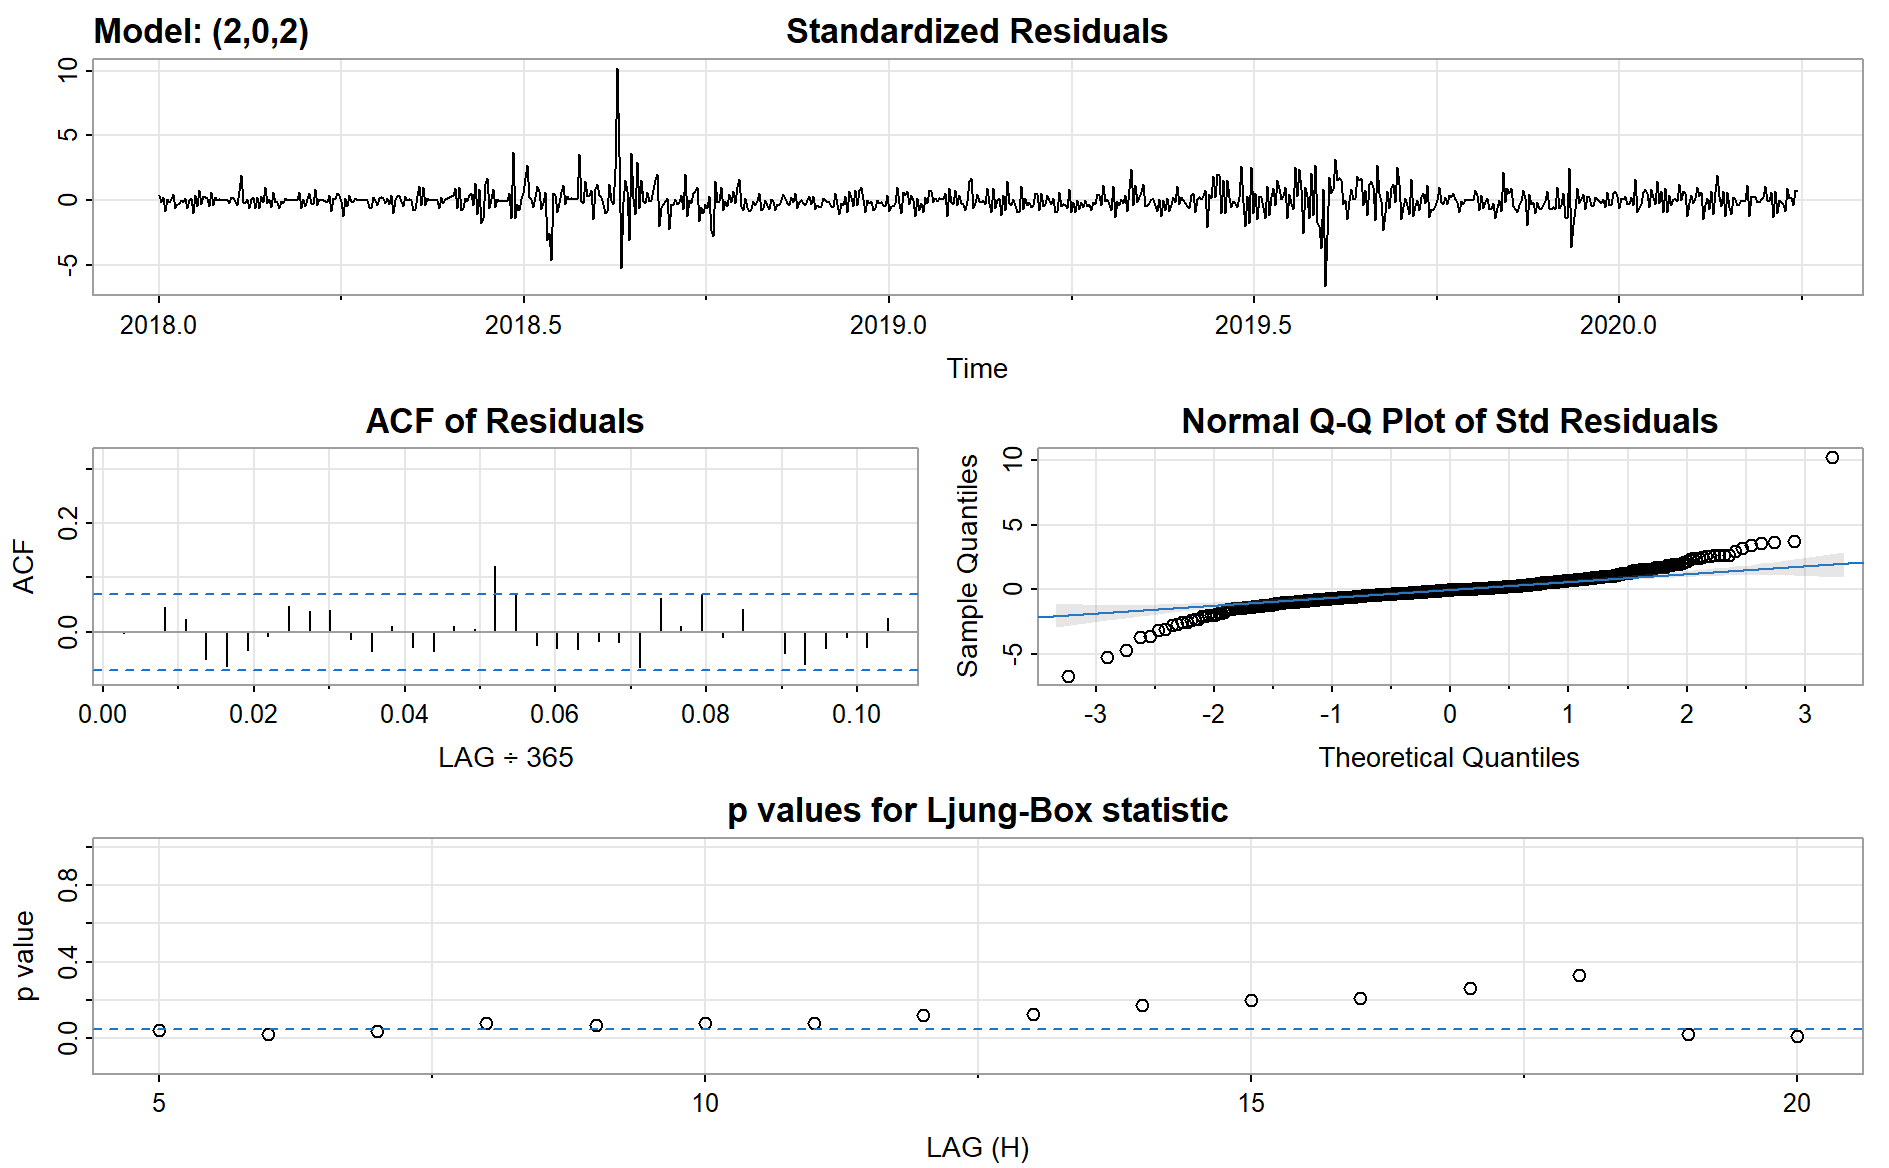 Model: (2,0,2) Standardized Residuals
10
5
0
-5
2018.0 2018.5 2019.0 2019.5 2020.0
Time
ACF of Residuals
ACF
0.2
0.0
0.00 0.02 0.04 0.06 0.08 0.10
LAG ÷ 365
Normal Q-Q Plot of Std Residuals
Sample Quantiles
10
5
0
-5
-3 -2 -1 0 1 2 3
Theoretical Quantiles
p values for Ljung-Box statistic
p value
0.8
0.4
0.0
5 10 15 20
LAG (H)